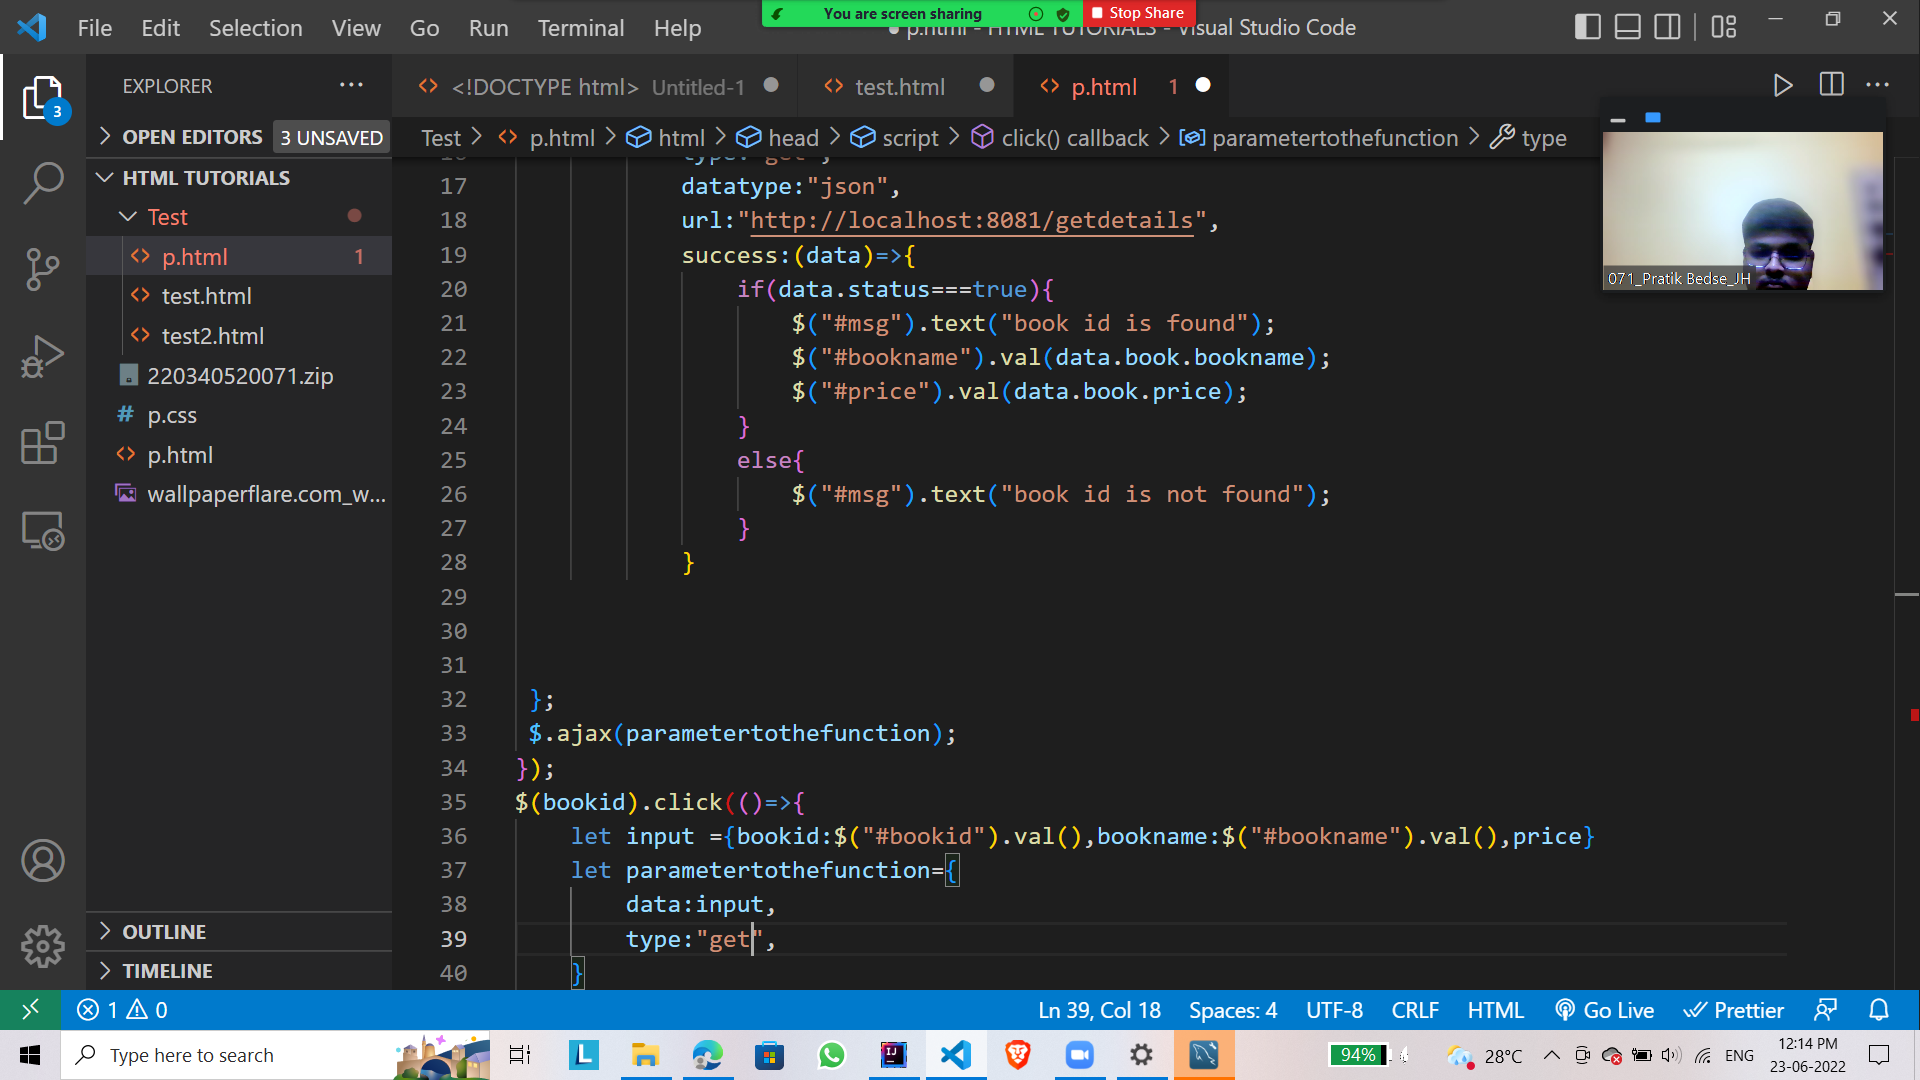 You are screen sharing
Stop Share
File Edit Selection View Go Run Terminal Help
p.html - HTML TUTORIALS - Visual Studio Code
EXPLORER
<!DOCTYPE html> Untitled-1
test.html
p.html 1
3
OPEN EDITORS 3 UNSAVED
Test > p.html > html > head > script > click() callback > parametertothefunction > type
HTML TUTORIALS
Test
p.html 1
test.html
test2.html
220340520071.zip
p.css
p.html
wallpaperflare.com_w...
OUTLINE
TIMELINE
16 type:"get",
17 datatype:"json",
18 url:"http://localhost:8081/getdetails",
19 success:(data)=>{
20 if(data.status===true){
21 $("#msg").text("book id is found");
22 $("#bookname").val(data.book.bookname);
23 $("#price").val(data.book.price);
24 }
25 else{
26 $("#msg").text("book id is not found");
27 }
28 }
29
30
31
32 };
33 $.ajax(parametertothefunction);
34 });
35 $(bookid).click(()=>{
36 let input ={bookid:$("#bookid").val(),bookname:$("#bookname").val(),price}
37 let parametertothefunction={
38 data:input,
39 type:"get",
40 }
071_Pratik Bedse_JH
1 0
Ln 39, Col 18 Spaces: 4 UTF-8 CRLF HTML Go Live Prettier
Type here to search
94%
28°C
ENG
12:14 PM
23-06-2022